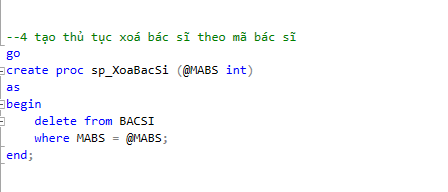 --4 tạo thủ tục xoá bác sĩ theo mã bác sĩ
go
create proc sp_XoaBacSi (@MABS int)
as
begin
    delete from BACSI
    where MABS = @MABS;
end;